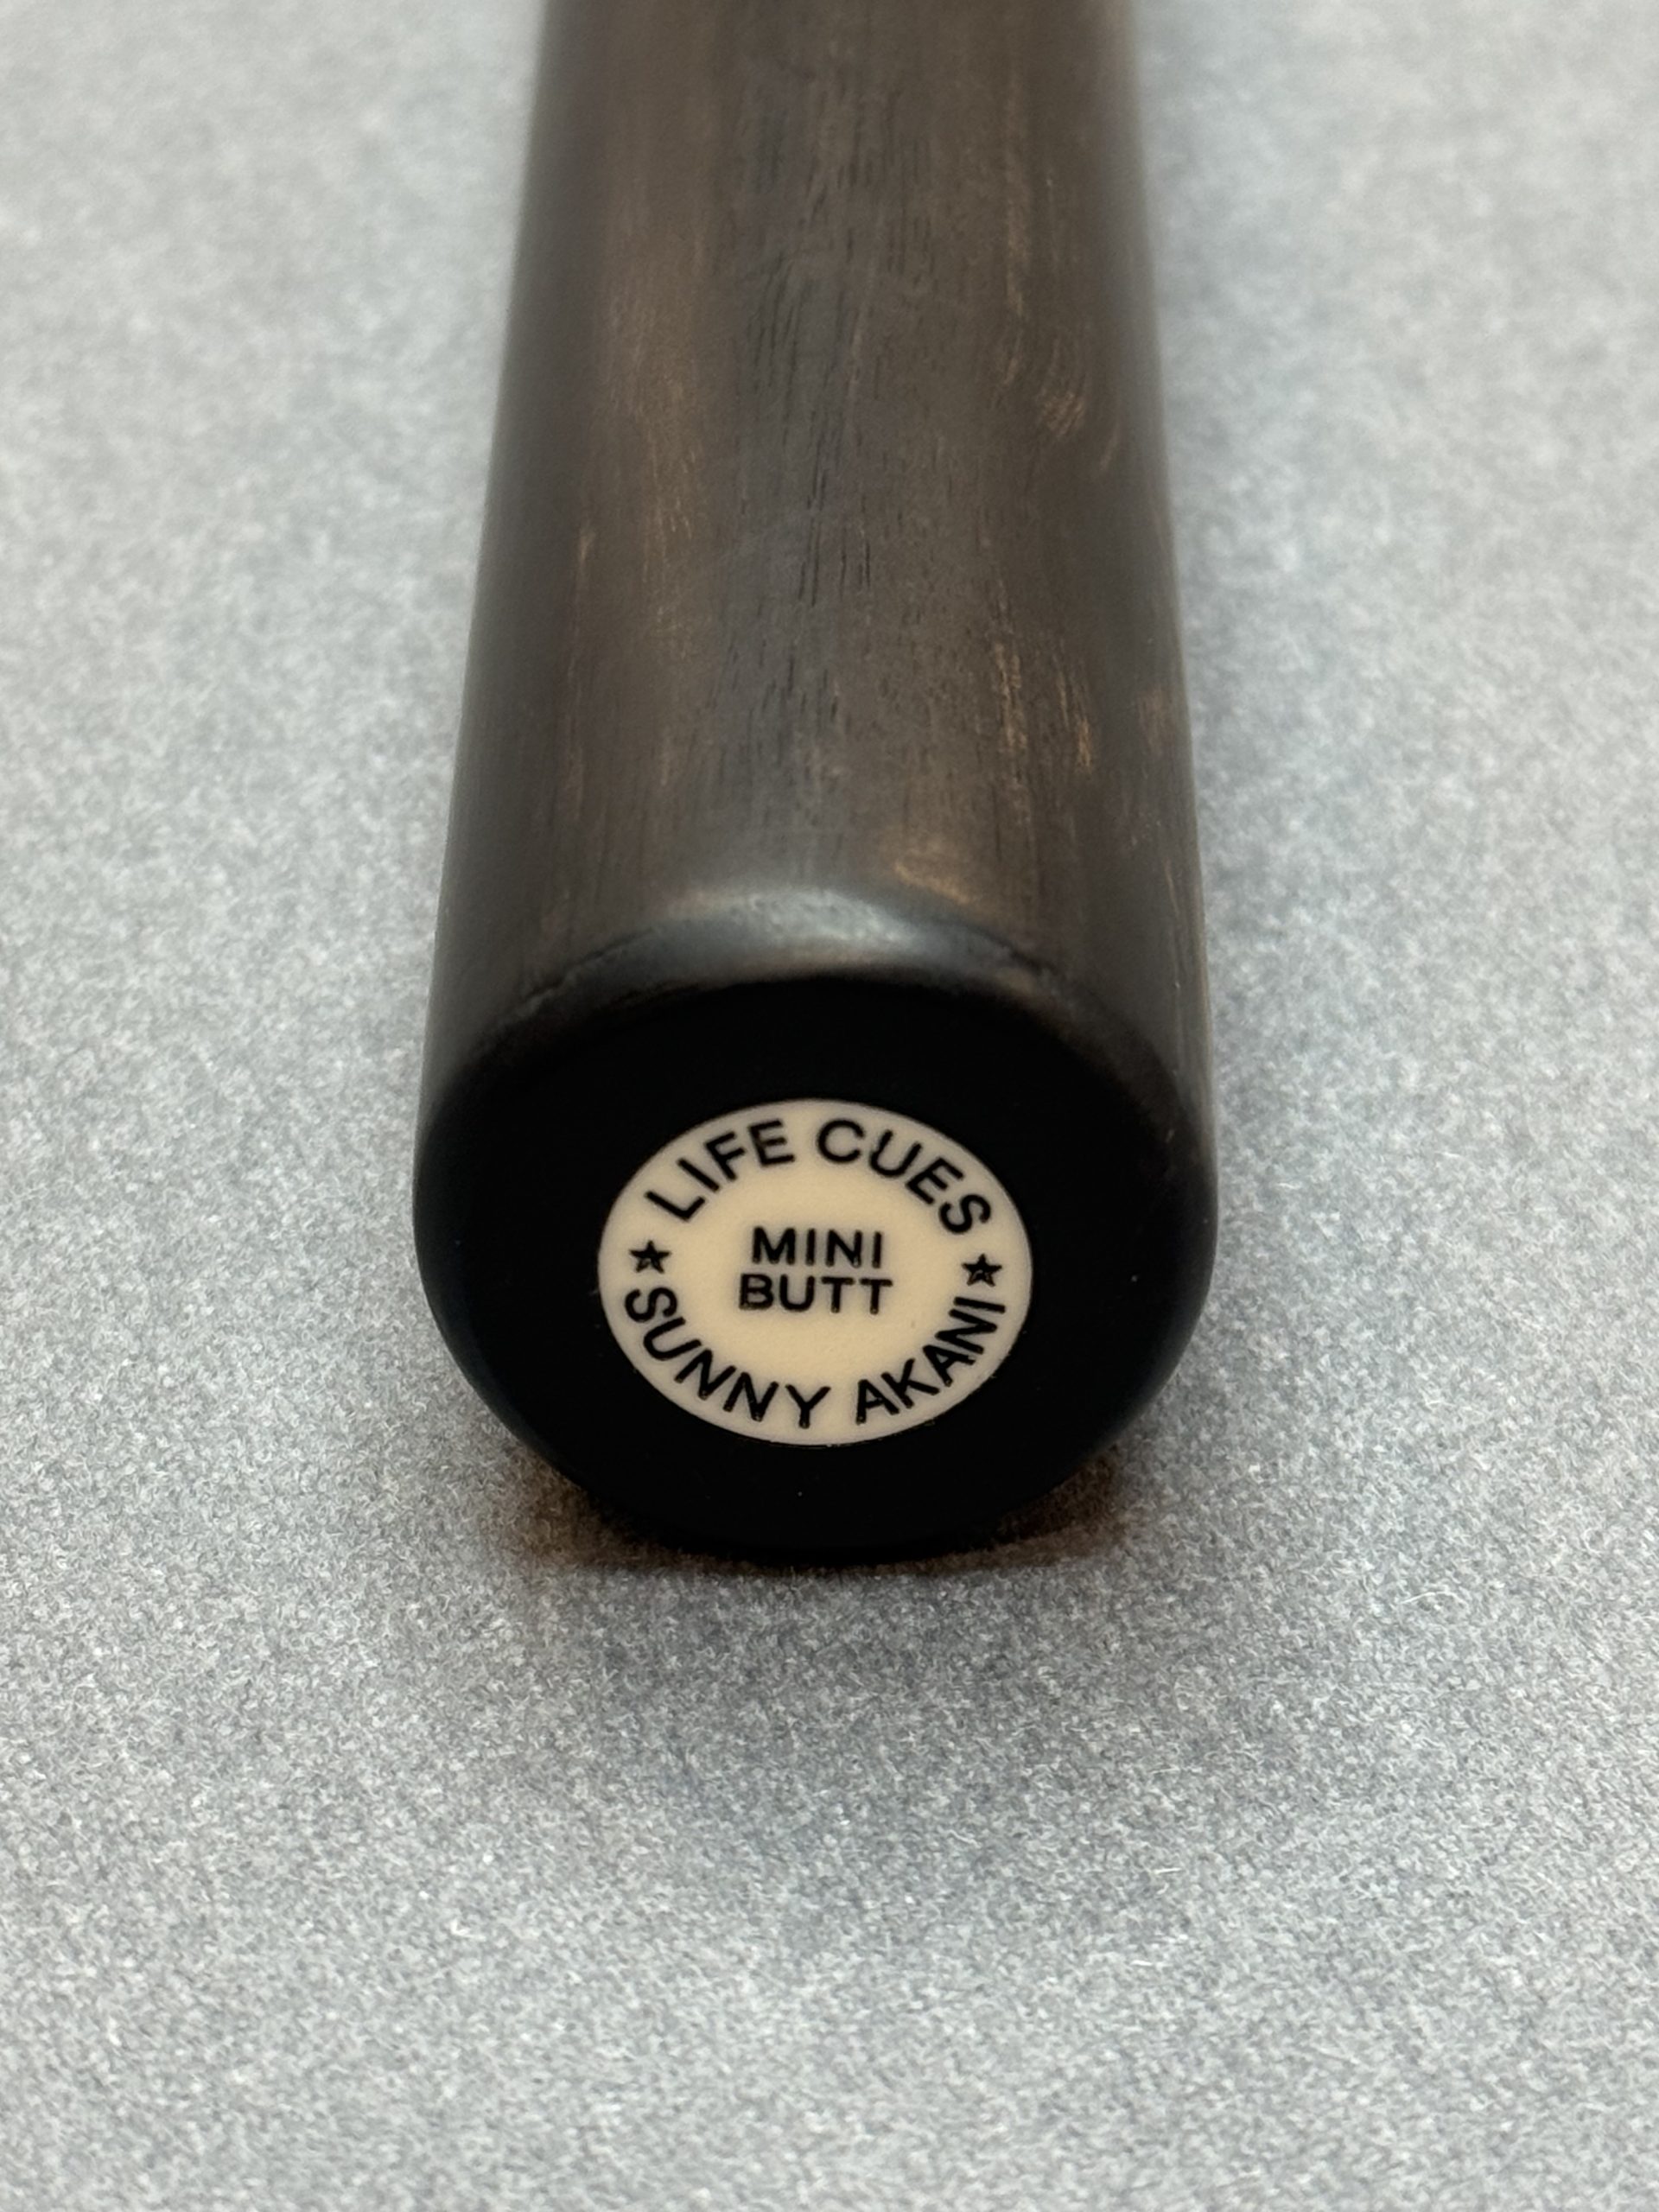 LIFE CUES
MINI
BUTT
★ SUNNY AKANI ★